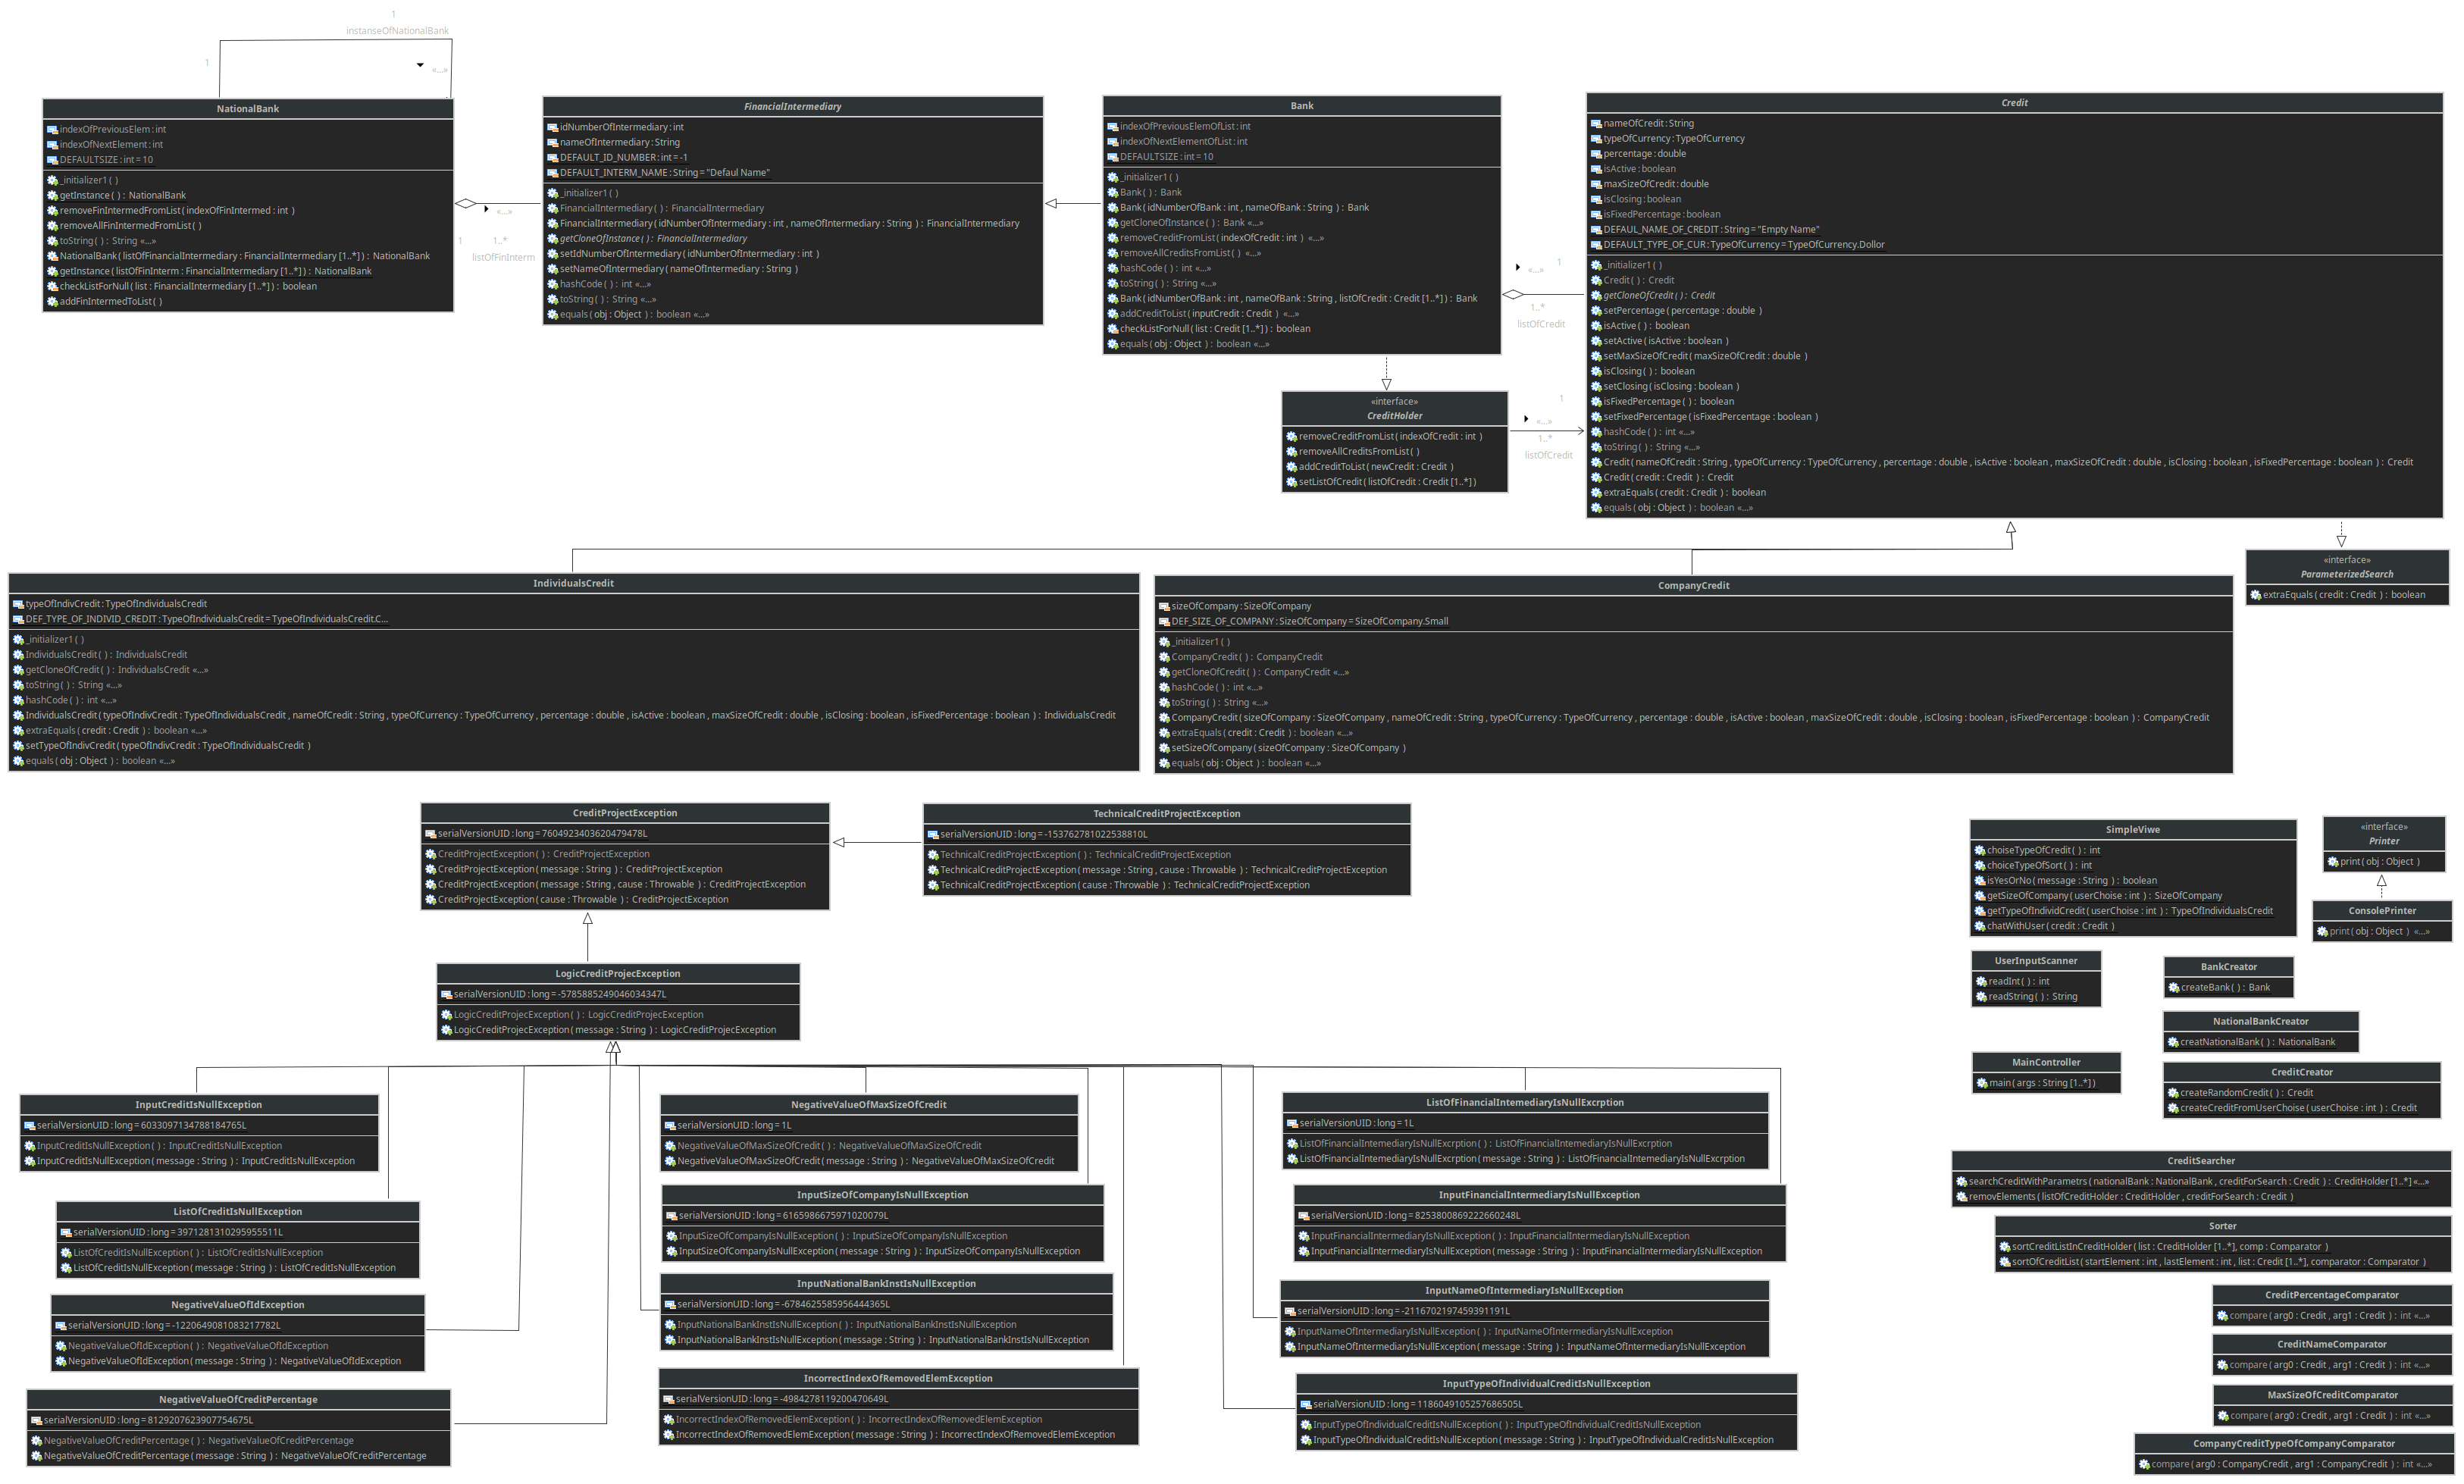 1
instanseOfNationalBank
1
«...»
NationalBank
indexOfPreviousElem : int
indexOfNextElement : int
DEFAULTSIZE : int = 10
_initializer1 ( )
getInstance ( ) : NationalBank
removeFinIntermedFromList ( indexOfFinIntermed : int )
removeAllFinIntermedFromList ( )
toString ( ) : String «...»
NationalBank ( listOfFinancialIntermediary : FinancialIntermediary [1..*] ) : NationalBank
getInstance ( listOfFinInterm : FinancialIntermediary [1..*] ) : NationalBank
checkListForNull ( list : FinancialIntermediary [1..*] ) : boolean
addFinIntermedToList ( )
«...»
1
1..*
listOfFinInterm
FinancialIntermediary
idNumberOfIntermediary : int
nameOfIntermediary : String
DEFAULT_ID_NUMBER : int = -1
DEFAULT_INTERM_NAME : String = "Defaul Name"
_initializer1 ( )
FinancialIntermediary ( ) : FinancialIntermediary
FinancialIntermediary ( idNumberOfIntermediary : int , nameOfIntermediary : String ) : FinancialIntermediary
getCloneOfInstance ( ) : FinancialIntermediary
setIdNumberOfIntermediary ( idNumberOfIntermediary : int )
setNameOfIntermediary ( nameOfIntermediary : String )
hashCode ( ) : int «...»
toString ( ) : String «...»
equals ( obj : Object ) : boolean «...»
Bank
indexOfPreviousElemOfList : int
indexOfNextElementOfList : int
DEFAULTSIZE : int = 10
_initializer1 ( )
Bank ( ) : Bank
Bank ( idNumberOfBank : int , nameOfBank : String ) : Bank
getCloneOfInstance ( ) : Bank «...»
removeCreditFromList ( indexOfCredit : int ) «...»
removeAllCreditsFromList ( ) «...»
hashCode ( ) : int «...»
toString ( ) : String «...»
Bank ( idNumberOfBank : int , nameOfBank : String , listOfCredit : Credit [1..*] ) : Bank
addCreditToList ( inputCredit : Credit ) «...»
checkListForNull ( list : Credit [1..*] ) : boolean
equals ( obj : Object ) : boolean «...»
«...»
1
1..*
listOfCredit
«interface»
CreditHolder
removeCreditFromList ( indexOfCredit : int )
removeAllCreditsFromList ( )
addCreditToList ( newCredit : Credit )
setListOfCredit ( listOfCredit : Credit [1..*] )
1
«...»
1..*
listOfCredit
Credit
nameOfCredit : String
typeOfCurrency : TypeOfCurrency
percentage : double
isActive : boolean
maxSizeOfCredit : double
isClosing : boolean
isFixedPercentage : boolean
DEFAUL_NAME_OF_CREDIT : String = "Empty Name"
DEFAULT_TYPE_OF_CUR : TypeOfCurrency = TypeOfCurrency.Dollor
_initializer1 ( )
Credit ( ) : Credit
getCloneOfCredit ( ) : Credit
setPercentage ( percentage : double )
isActive ( ) : boolean
setActive ( isActive : boolean )
setMaxSizeOfCredit ( maxSizeOfCredit : double )
isClosing ( ) : boolean
setClosing ( isClosing : boolean )
isFixedPercentage ( ) : boolean
setFixedPercentage ( isFixedPercentage : boolean )
hashCode ( ) : int «...»
toString ( ) : String «...»
Credit ( nameOfCredit : String , typeOfCurrency : TypeOfCurrency , percentage : double , isActive : boolean , maxSizeOfCredit : double , isClosing : boolean , isFixedPercentage : boolean ) : Credit
Credit ( credit : Credit ) : Credit
extraEquals ( credit : Credit ) : boolean
equals ( obj : Object ) : boolean «...»
«interface»
ParameterizedSearch
extraEquals ( credit : Credit ) : boolean
IndividualsCredit
typeOfIndivCredit : TypeOfIndividualsCredit
DEF_TYPE_OF_INDIVID_CREDIT : TypeOfIndividualsCredit = TypeOfIndividualsCredit.C...
_initializer1 ( )
IndividualsCredit ( ) : IndividualsCredit
getCloneOfCredit ( ) : IndividualsCredit «...»
toString ( ) : String «...»
hashCode ( ) : int «...»
IndividualsCredit ( typeOfIndivCredit : TypeOfIndividualsCredit , nameOfCredit : String , typeOfCurrency : TypeOfCurrency , percentage : double , isActive : boolean , maxSizeOfCredit : double , isClosing : boolean , isFixedPercentage : boolean ) : IndividualsCredit
extraEquals ( credit : Credit ) : boolean «...»
setTypeOfIndivCredit ( typeOfIndivCredit : TypeOfIndividualsCredit )
equals ( obj : Object ) : boolean «...»
CompanyCredit
sizeOfCompany : SizeOfCompany
DEF_SIZE_OF_COMPANY : SizeOfCompany = SizeOfCompany.Small
_initializer1 ( )
CompanyCredit ( ) : CompanyCredit
getCloneOfCredit ( ) : CompanyCredit «...»
hashCode ( ) : int «...»
toString ( ) : String «...»
CompanyCredit ( sizeOfCompany : SizeOfCompany , nameOfCredit : String , typeOfCurrency : TypeOfCurrency , percentage : double , isActive : boolean , maxSizeOfCredit : double , isClosing : boolean , isFixedPercentage : boolean ) : CompanyCredit
extraEquals ( credit : Credit ) : boolean «...»
setSizeOfCompany ( sizeOfCompany : SizeOfCompany )
equals ( obj : Object ) : boolean «...»
CreditProjectException
serialVersionUID : long = 7604923403620479478L
CreditProjectException ( ) : CreditProjectException
CreditProjectException ( message : String ) : CreditProjectException
CreditProjectException ( message : String , cause : Throwable ) : CreditProjectException
CreditProjectException ( cause : Throwable ) : CreditProjectException
TechnicalCreditProjectException
serialVersionUID : long = -153762781022538810L
TechnicalCreditProjectException ( ) : TechnicalCreditProjectException
TechnicalCreditProjectException ( message : String , cause : Throwable ) : TechnicalCreditProjectException
TechnicalCreditProjectException ( cause : Throwable ) : TechnicalCreditProjectException
LogicCreditProjecException
serialVersionUID : long = -5785885249046034347L
LogicCreditProjecException ( ) : LogicCreditProjecException
LogicCreditProjecException ( message : String ) : LogicCreditProjecException
InputCreditIsNullException
serialVersionUID : long = 6033097134788184765L
InputCreditIsNullException ( ) : InputCreditIsNullException
InputCreditIsNullException ( message : String ) : InputCreditIsNullException
ListOfCreditIsNullException
serialVersionUID : long = 3971281310295955511L
ListOfCreditIsNullException ( ) : ListOfCreditIsNullException
ListOfCreditIsNullException ( message : String ) : ListOfCreditIsNullException
NegativeValueOfIdException
serialVersionUID : long = -1220649081083217782L
NegativeValueOfIdException ( ) : NegativeValueOfIdException
NegativeValueOfIdException ( message : String ) : NegativeValueOfIdException
NegativeValueOfCreditPercentage
serialVersionUID : long = 8129207623907754675L
NegativeValueOfCreditPercentage ( ) : NegativeValueOfCreditPercentage
NegativeValueOfCreditPercentage ( message : String ) : NegativeValueOfCreditPercentage
NegativeValueOfMaxSizeOfCredit
serialVersionUID : long = 1L
NegativeValueOfMaxSizeOfCredit ( ) : NegativeValueOfMaxSizeOfCredit
NegativeValueOfMaxSizeOfCredit ( message : String ) : NegativeValueOfMaxSizeOfCredit
InputSizeOfCompanyIsNullException
serialVersionUID : long = 6165986675971020079L
InputSizeOfCompanyIsNullException ( ) : InputSizeOfCompanyIsNullException
InputSizeOfCompanyIsNullException ( message : String ) : InputSizeOfCompanyIsNullException
InputNationalBankInstIsNullException
serialVersionUID : long = -6784625585956444365L
InputNationalBankInstIsNullException ( ) : InputNationalBankInstIsNullException
InputNationalBankInstIsNullException ( message : String ) : InputNationalBankInstIsNullException
IncorrectIndexOfRemovedElemException
serialVersionUID : long = -4984278119200470649L
IncorrectIndexOfRemovedElemException ( ) : IncorrectIndexOfRemovedElemException
IncorrectIndexOfRemovedElemException ( message : String ) : IncorrectIndexOfRemovedElemException
ListOfFinancialIntemediaryIsNullExcrption
serialVersionUID : long = 1L
ListOfFinancialIntemediaryIsNullExcrption ( ) : ListOfFinancialIntemediaryIsNullExcrption
ListOfFinancialIntemediaryIsNullExcrption ( message : String ) : ListOfFinancialIntemediaryIsNullExcrption
InputFinancialIntermediaryIsNullException
serialVersionUID : long = 8253800869222660248L
InputFinancialIntermediaryIsNullException ( ) : InputFinancialIntermediaryIsNullException
InputFinancialIntermediaryIsNullException ( message : String ) : InputFinancialIntermediaryIsNullException
InputNameOfIntermediaryIsNullException
serialVersionUID : long = -2116702197459391191L
InputNameOfIntermediaryIsNullException ( ) : InputNameOfIntermediaryIsNullException
InputNameOfIntermediaryIsNullException ( message : String ) : InputNameOfIntermediaryIsNullException
InputTypeOfIndividualCreditIsNullException
serialVersionUID : long = 1186049105257686505L
InputTypeOfIndividualCreditIsNullException ( ) : InputTypeOfIndividualCreditIsNullException
InputTypeOfIndividualCreditIsNullException ( message : String ) : InputTypeOfIndividualCreditIsNullException
SimpleViwe
choiseTypeOfCredit ( ) : int
choiceTypeOfSort ( ) : int
isYesOrNo ( message : String ) : boolean
getSizeOfCompany ( userChoise : int ) : SizeOfCompany
getTypeOfIndividCredit ( userChoise : int ) : TypeOfIndividualsCredit
chatWithUser ( credit : Credit )
«interface»
Printer
print ( obj : Object )
ConsolePrinter
print ( obj : Object ) «...»
UserInputScanner
readInt ( ) : int
readString ( ) : String
BankCreator
createBank ( ) : Bank
NationalBankCreator
creatNationalBank ( ) : NationalBank
MainController
main ( args : String [1..*] )
CreditCreator
createRandomCredit ( ) : Credit
createCreditFromUserChoise ( userChoise : int ) : Credit
CreditSearcher
searchCreditWithParametrs ( nationalBank : NationalBank , creditForSearch : Credit ) : CreditHolder [1..*] «...»
removElements ( listOfCreditHolder : CreditHolder , creditForSearch : Credit )
Sorter
sortCreditListInCreditHolder ( list : CreditHolder [1..*], comp : Comparator )
sortOfCreditList ( startElement : int , lastElement : int , list : Credit [1..*], comparator : Comparator )
CreditPercentageComparator
compare ( arg0 : Credit , arg1 : Credit ) : int «...»
CreditNameComparator
compare ( arg0 : Credit , arg1 : Credit ) : int «...»
MaxSizeOfCreditComparator
compare ( arg0 : Credit , arg1 : Credit ) : int «...»
CompanyCreditTypeOfCompanyComparator
compare ( arg0 : CompanyCredit , arg1 : CompanyCredit ) : int «...»